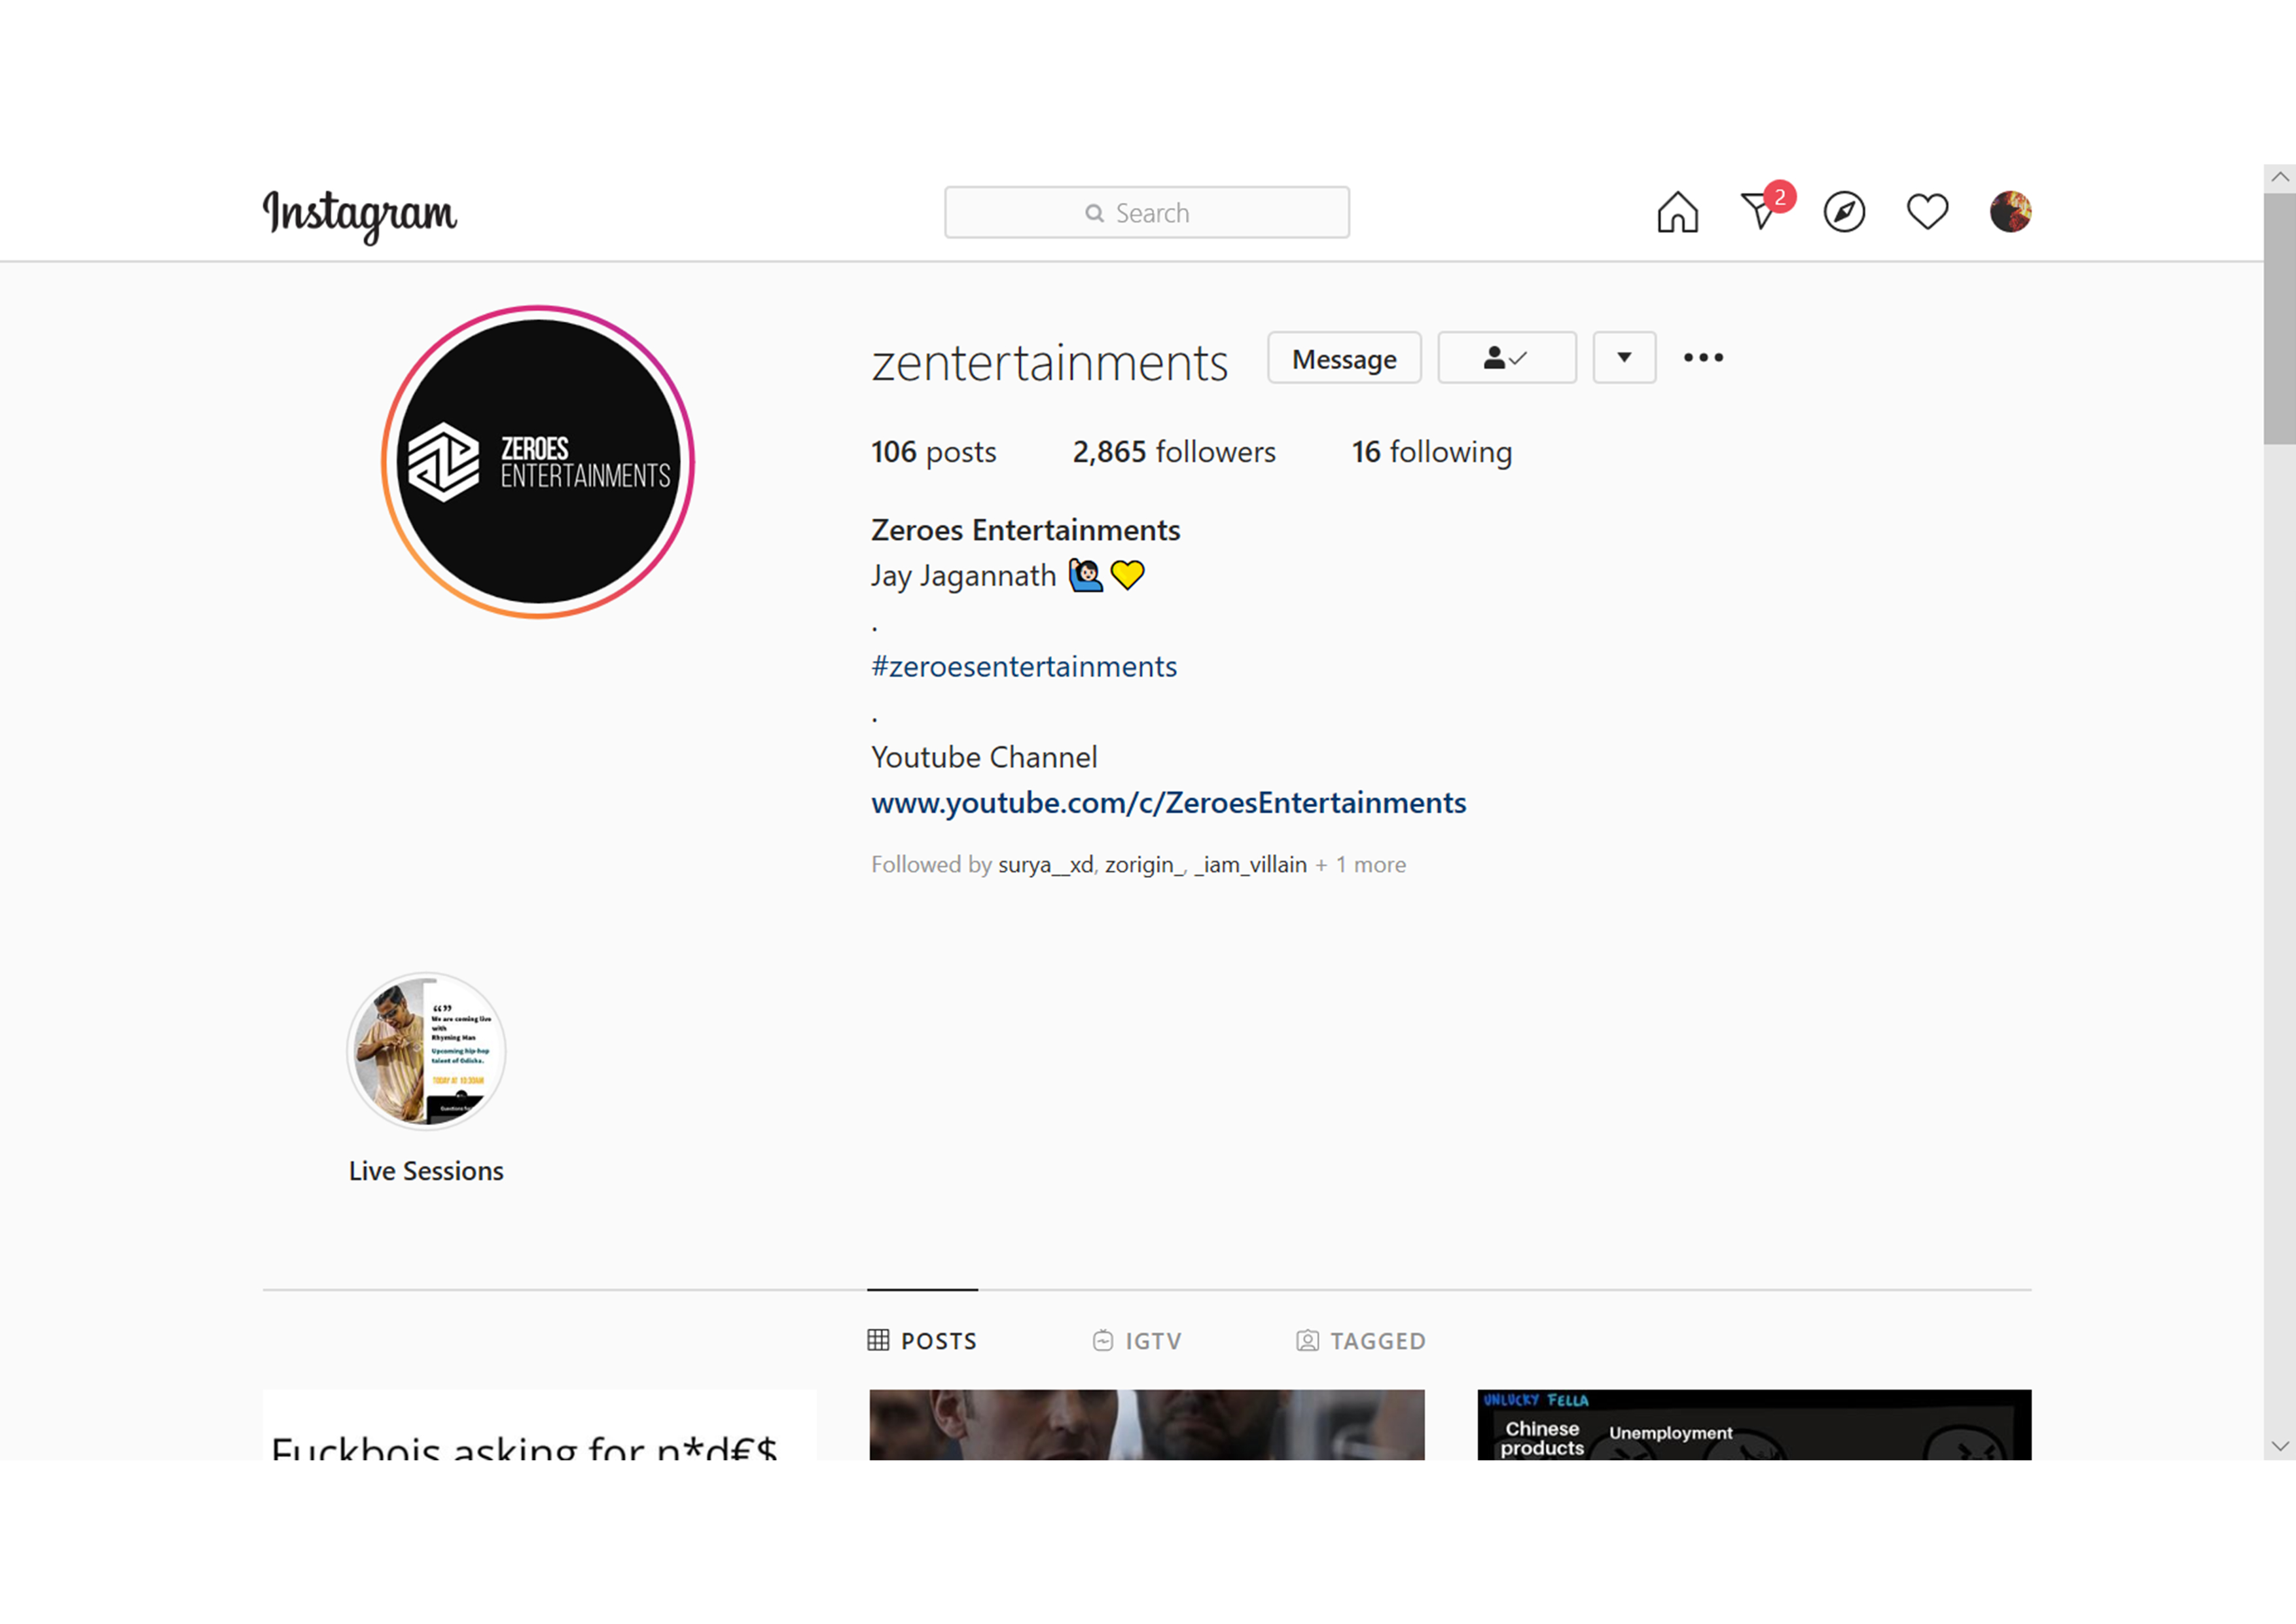 Instagram
Search
2
zentertainments
Message
106 posts 2,865 followers 16 following
ZEROES
ENTERTAINMENTS
Zeroes Entertainments
Jay Jagannath 🙋🏻💛
.
#zeroesentertainments
.
Youtube Channel
www.youtube.com/c/ZeroesEntertainments
Followed by surya__xd, zorigin_, _iam_villain + 1 more
“ ”
We are coming live
with
Rhyming Man
Upcoming hip-hop
talent of Odisha.
TODAY AT 10:30AM
Live Sessions
POSTS IGTV TAGGED
Fuckbois asking for n*d€$
UNLUCKY FELLA
Chinese
products
Unemployment